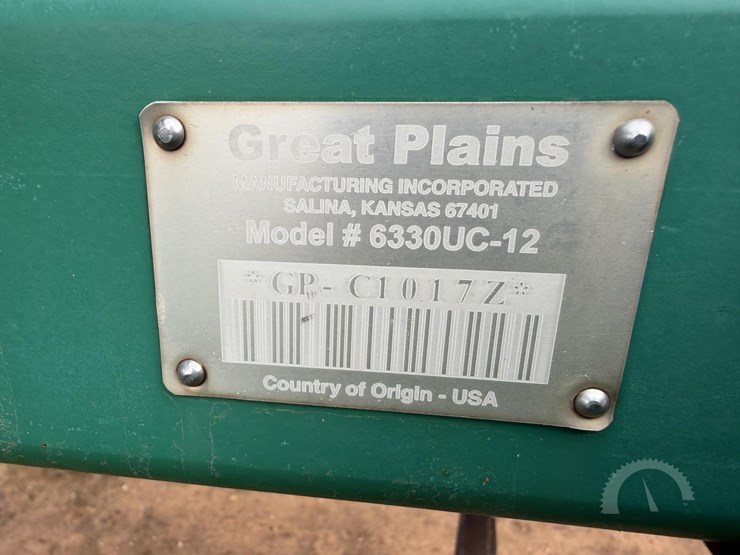 Great Plains
MANUFACTURING INCORPORATED
SALINA, KANSAS 67401
Model # 6330UC-12
*GP-C1017Z*
Country of Origin - USA